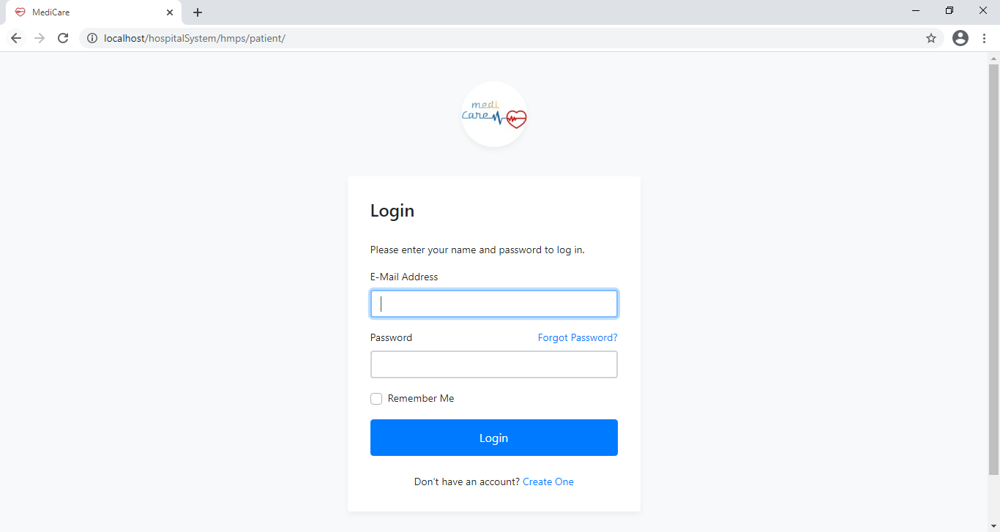 MediCare
localhost/hospitalSystem/hmps/patient/
medi
care
Login
Please enter your name and password to log in.
E-Mail Address
Password Forgot Password?
Remember Me
Login
Don't have an account? Create One